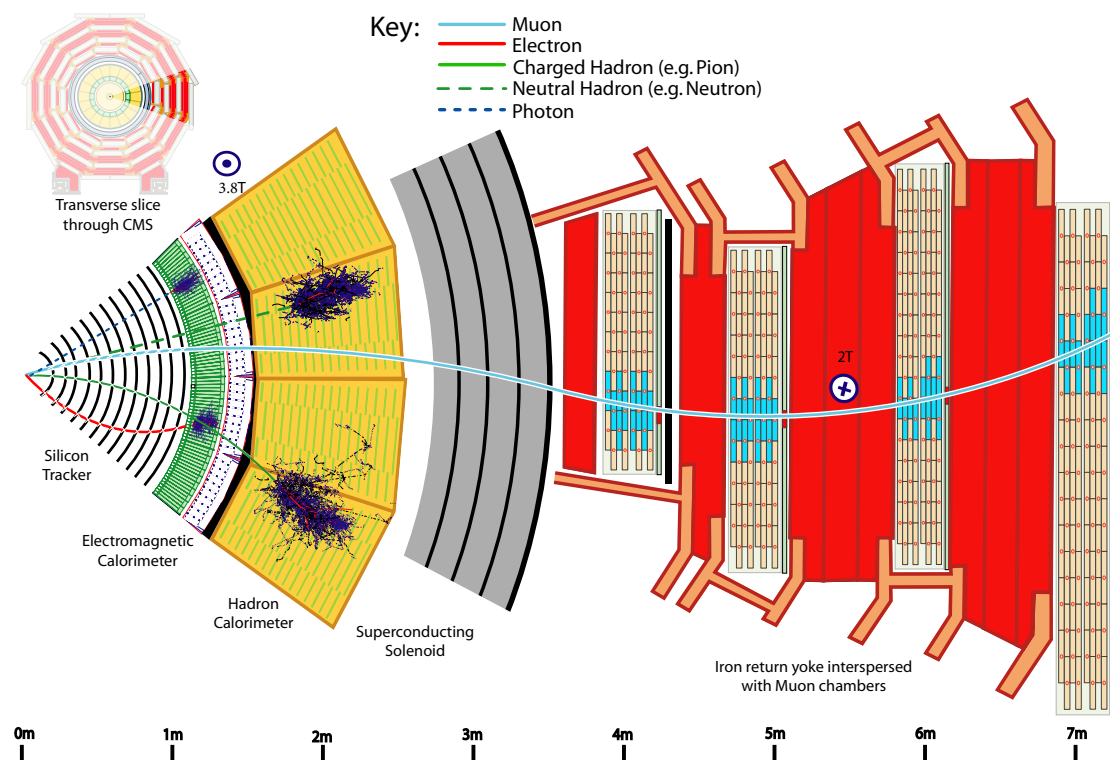 Key:
Muon
Electron
Charged Hadron (e.g. Pion)
Neutral Hadron (e.g. Neutron)
Photon
3.8T
Transverse slice
through CMS
2T
Silicon
Tracker
Electromagnetic
Calorimeter
Hadron
Calorimeter
Superconducting
Solenoid
Iron return yoke interspersed
with Muon chambers
0m 1m 2m 3m 4m 5m 6m 7m